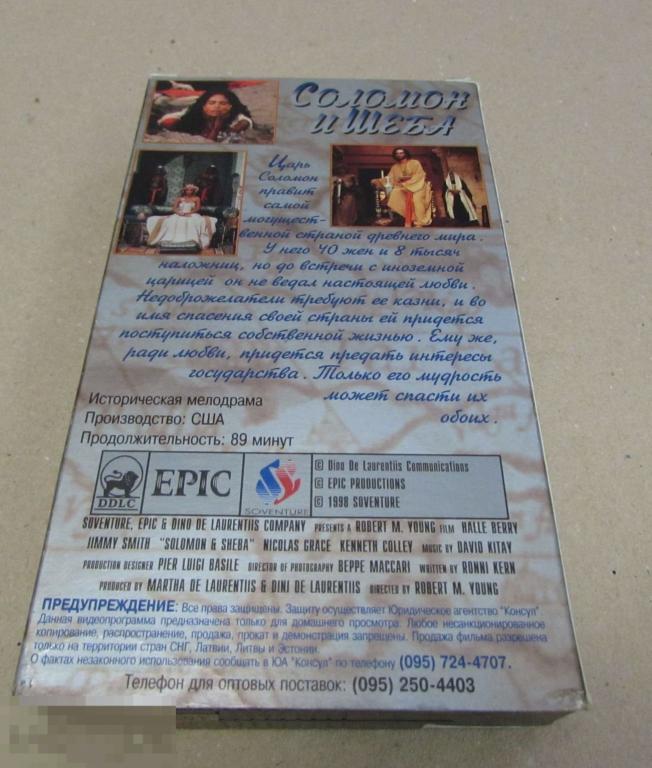 Соломон
и Шеба
Царь
Соломон
правит
самой
могущест-
венной страной древнего мира.
У него 40 жен и 8 тысяч
наложниц, но до встречи с иноземной
царицей он не ведал настоящей любви.
Недоброжелатели требуют ее казни, и во
имя спасения своей страны ей придется
поступиться собственной жизнью. Ему же,
ради любви, придется предать интересы
государства. Только его мудрость
может спасти их
обоих.
Историческая мелодрама
Производство: США
Продолжительность: 89 минут
DDLC
EPIC
SOVENTURE
© Dino De Laurentiis Communications
© EPIC PRODUCTIONS
© 1998 SOVENTURE
SOVENTURE, EPIC & DINO DE LAURENTIIS COMPANY PRESENTS A ROBERT M. YOUNG FILM HALLE BERRY
JIMMY SMITH "SOLOMON & SHEBA" NICOLAS GRACE KENNETH COLLEY MUSIC BY DAVID KITAY
PRODUCTION DESIGNER PIER LUIGI BASILE DIRECTOR OF PHOTOGRAPHY BEPPE MACCARI WRITTEN BY RONNI KERN
PRODUCED BY MARTHA DE LAURENTIIS & DINI DE LAURENTIIS DIRECTED BY ROBERT M. YOUNG
ПРЕДУПРЕЖДЕНИЕ: Все права защищены. Защиту осуществляет Юридическое агентство "Консул".
Данная видеопрограмма предназначена только для домашнего просмотра. Любое несанкционированное
копирование, распространение, продажа, прокат и демонстрация запрещены. Продажа фильма разрешена
только на территории стран СНГ, Латвии, Литвы и Эстонии.
О фактах незаконного использования сообщать в ЮА "Консул" по телефону (095) 724-4707.
Телефон для оптовых поставок: (095) 250-4403